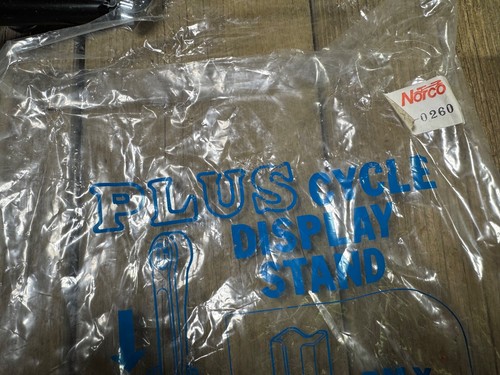 Norco
-0260
PLUS CYCLE
DISPLAY
STAND